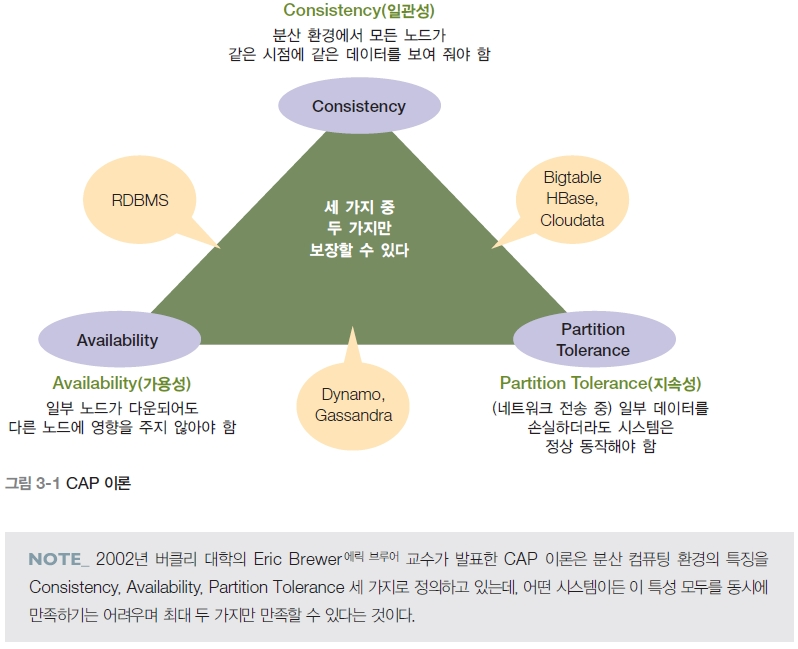 Consistency(일관성)
분산 환경에서 모든 노드가
같은 시점에 같은 데이터를 보여 줘야 함
Consistency
RDBMS
세 가지 중
두 가지만
보장할 수 있다
Bigtable
HBase,
Cloudata
Availability
Partition
Tolerance
Availability(가용성)
일부 노드가 다운되어도
다른 노드에 영향을 주지 않아야 함
Dynamo,
Gassandra
Partition Tolerance(지속성)
(네트워크 전송 중) 일부 데이터를
손실하더라도 시스템은
정상 동작해야 함
그림 3-1 CAP 이론
NOTE_ 2002년 버클리 대학의 Eric Brewer에릭 브루어 교수가 발표한 CAP 이론은 분산 컴퓨팅 환경의 특징을
Consistency, Availability, Partition Tolerance 세 가지로 정의하고 있는데, 어떤 시스템이든 이 특성 모두를 동시에
만족하기는 어려우며 최대 두 가지만 만족할 수 있다는 것이다.